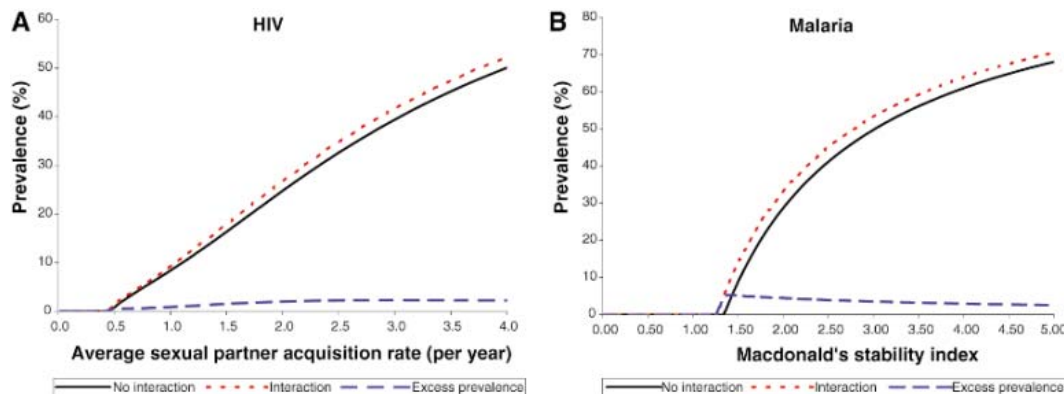 A HIV
Prevalence (%)
60
50
40
30
20
10
0
0.0 0.5 1.0 1.5 2.0 2.5 3.0 3.5 4.0
Average sexual partner acquisition rate (per year)
No interaction Interaction Excess prevalence
B Malaria
Prevalence (%)
80
70
60
50
40
30
20
10
0
0.00 0.50 1.00 1.50 2.00 2.50 3.00 3.50 4.00 4.50 5.00
Macdonald's stability index
No interaction Interaction Excess prevalence